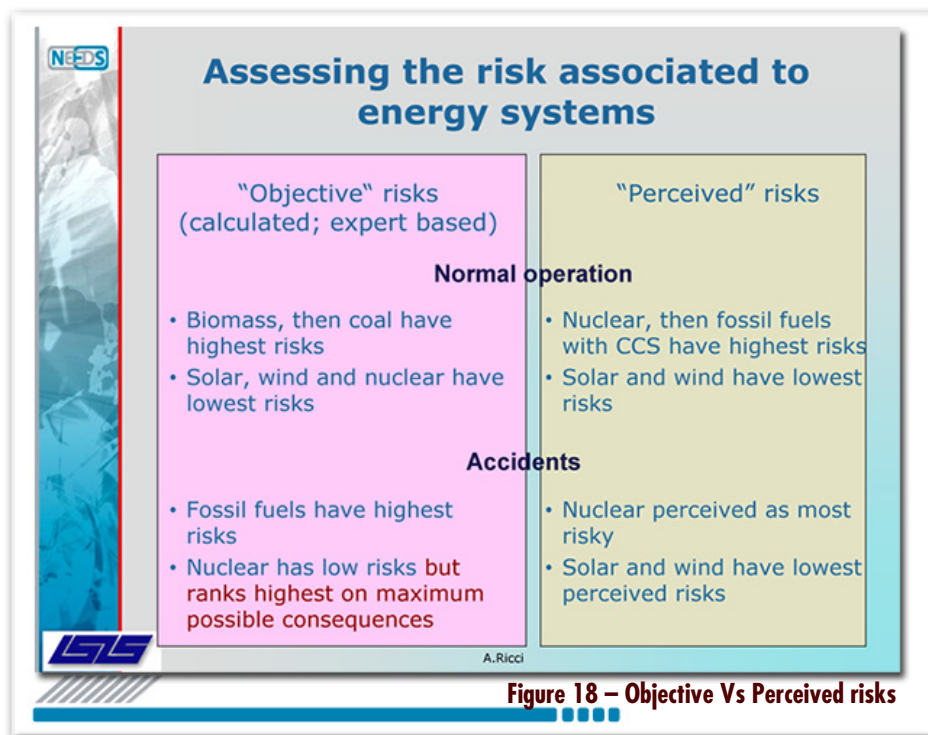 NEEDS
Assessing the risk associated to
energy systems
“Objective“ risks
(calculated; expert based)
“Perceived” risks
Normal operation
• Biomass, then coal have
highest risks
• Solar, wind and nuclear have
lowest risks
• Nuclear, then fossil fuels
with CCS have highest risks
• Solar and wind have lowest
risks
Accidents
• Fossil fuels have highest
risks
• Nuclear has low risks but
ranks highest on maximum
possible consequences
• Nuclear perceived as most
risky
• Solar and wind have lowest
perceived risks
ISIS
A.Ricci
Figure 18 – Objective Vs Perceived risks